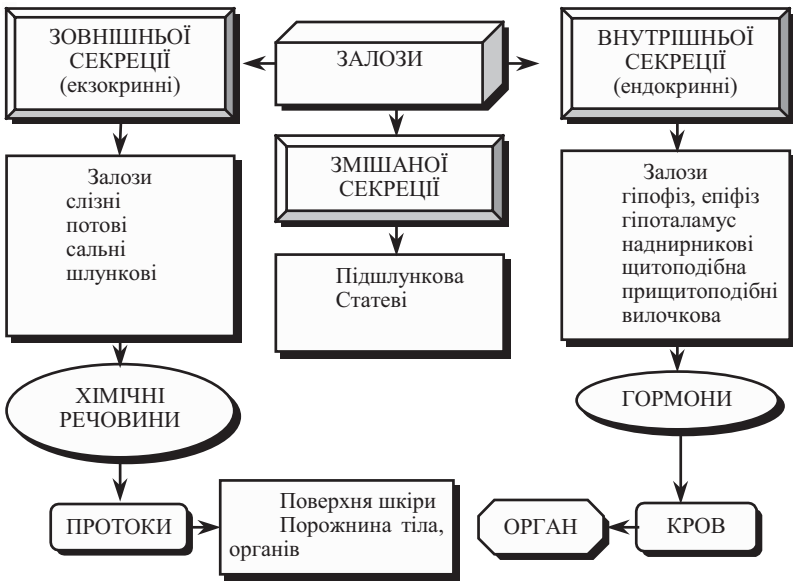 ЗОВНІШНЬОЇ
СЕКРЕЦІЇ
(екзокринні)
ЗАЛОЗИ
ВНУТРІШНЬОЇ
СЕКРЕЦІЇ
(ендокринні)
ЗМІШАНОЇ
СЕКРЕЦІЇ
Залози
слізні
потові
сальні
шлункові
Підшлункова
Статеві
Залози
гіпофіз, епіфіз
гіпоталамус
наднирникові
щитоподібна
прищитоподібні
вилочкова
ХІМІЧНІ
РЕЧОВИНИ
ГОРМОНИ
ПРОТОКИ
Поверхня шкіри
Порожнина тіла,
органів
ОРГАН
КРОВ